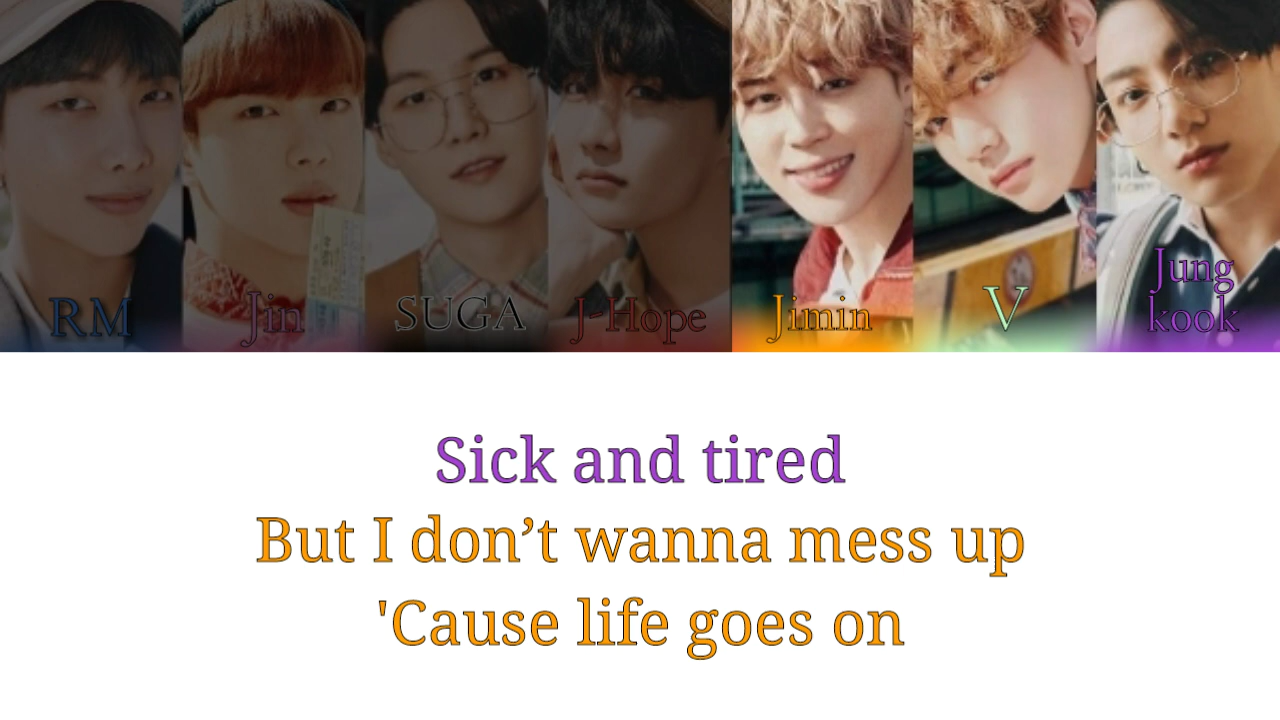 RM Jin SUGA J-Hope Jimin V Jung
kook
Sick and tired
But I don’t wanna mess up
'Cause life goes on